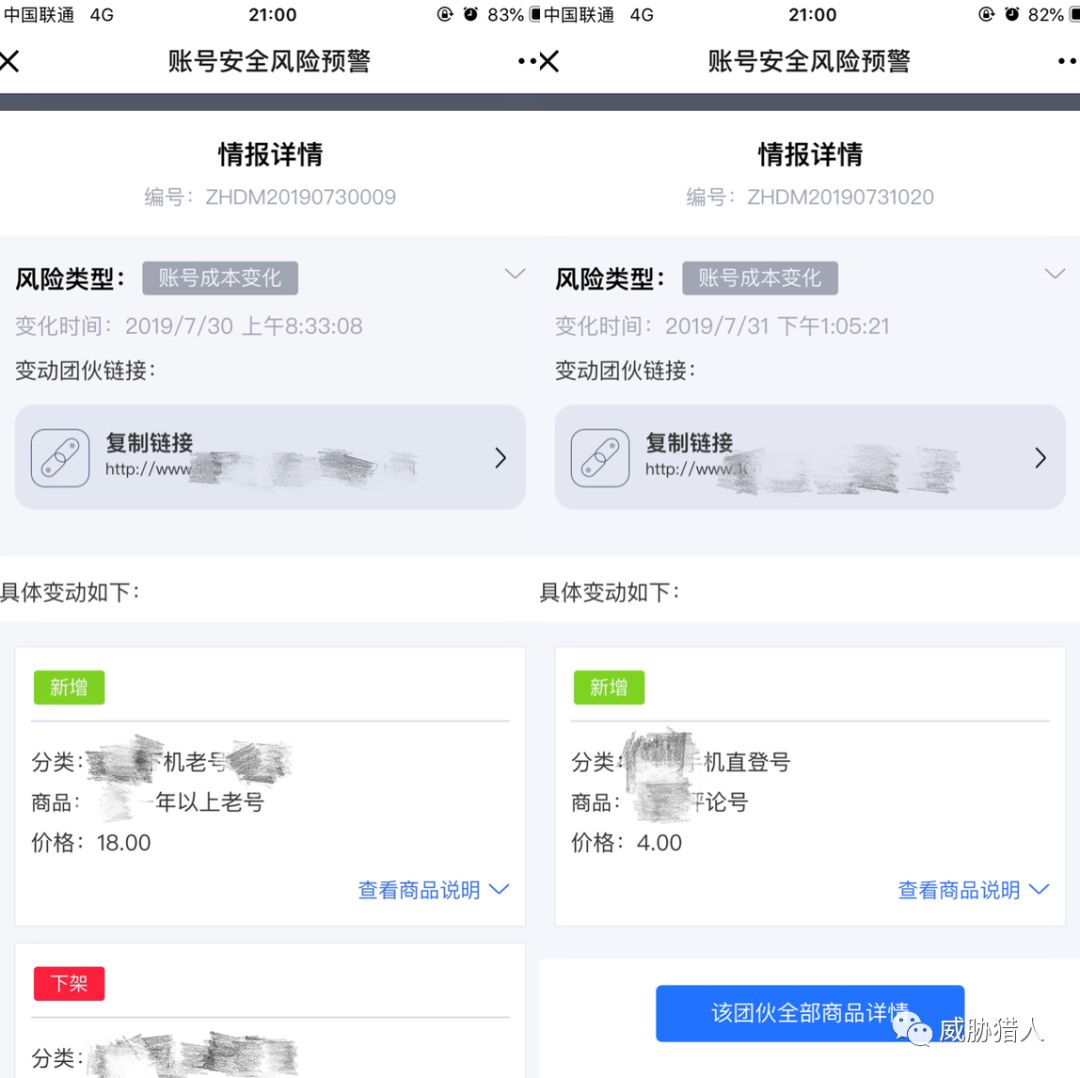 中国联通 4G 21:00 83%
账号安全风险预警
情报详情
编号：ZHDM20190730009
风险类型：账号成本变化
变化时间：2019/7/30 上午8:33:08
变动团伙链接：
复制链接
http://www.
具体变动如下：
新增
分类： 机老号
商品： 年以上老号
价格：18.00
查看商品说明
下架
分类：
中国联通 4G 21:00 82%
账号安全风险预警
情报详情
编号：ZHDM20190731020
风险类型：账号成本变化
变化时间：2019/7/31 下午1:05:21
变动团伙链接：
复制链接
http://www.
具体变动如下：
新增
分类： 机直登号
商品： 评论号
价格：4.00
查看商品说明
该团伙全部商品详情
威胁猎人